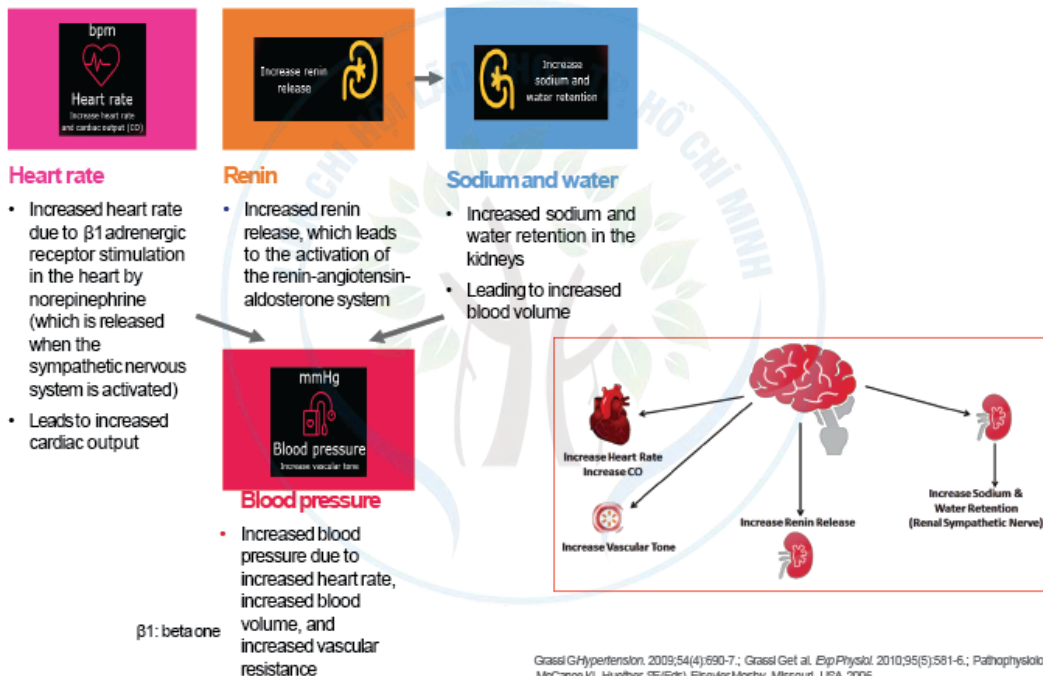 bpm
Heart rate
Increase heart rate
and cardiac output (CO)
Increase renin
release
Increase
sodium and
water retention
Heart rate
• Increased heart rate
due to β1 adrenergic
receptor stimulation
in the heart by
norepinephrine
(which is released
when the
sympathetic nervous
system is activated)
• Leads to increased
cardiac output
Renin
• Increased renin
release, which leads
to the activation of
the renin-angiotensin-
aldosterone system
Sodium and water
• Increased sodium and
water retention in the
kidneys
• Leading to increased
blood volume
mmHg
Blood pressure
Increase vascular tone
Blood pressure
• Increased blood
pressure due to
increased heart rate,
increased blood
volume, and
increased vascular
resistance
β1: beta one
Increase Heart Rate
Increase CO
Increase Vascular Tone
Increase Renin Release
Increase Sodium &
Water Retention
(Renal Sympathetic Nerve)
CHI HỘI LÃO
HỒ CHÍ MINH
Grassi G Hypertension. 2009;54(4):690-7.; Grassi G et al. Exp Physiol. 2010;95(5):581-6.;